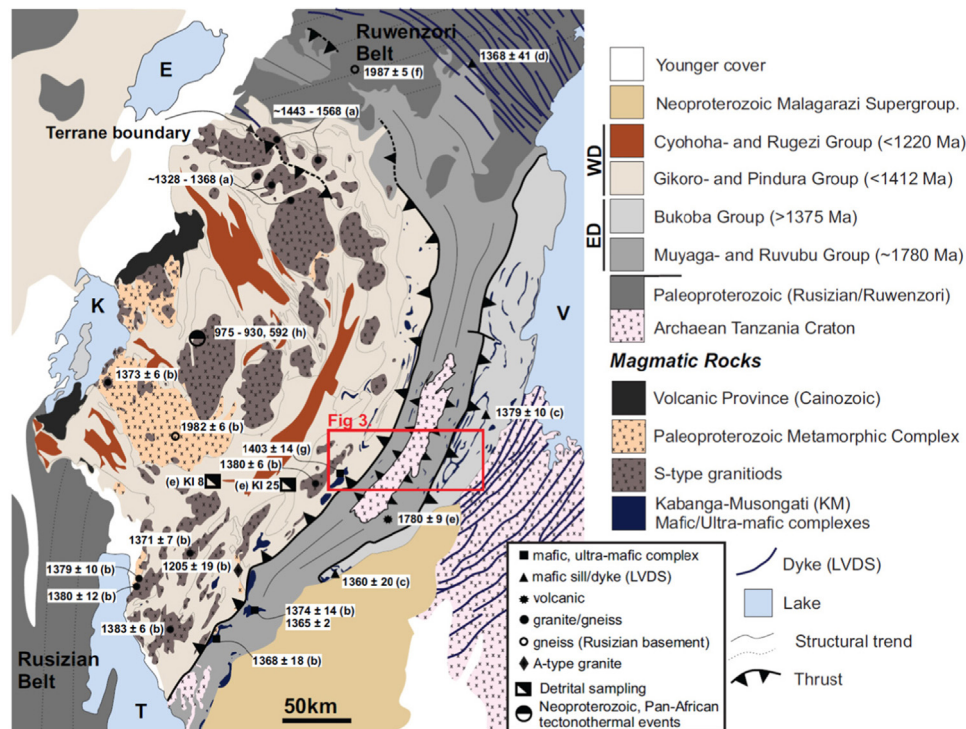 Ruwenzori
Belt
1987 ± 5 (f)
1368 ± 41 (d)
E
~1443 - 1568 (a)
Terrane boundary
~1328 - 1368 (a)
K
V
975 - 930, 592 (h)
1373 ± 6 (b)
1379 ± 10 (c)
Fig 3.
1982 ± 6 (b)
1403 ± 14 (g)
1380 ± 6 (b)
(e) KI 8
(e) KI 25
1780 ± 9 (e)
1371 ± 7 (b)
1205 ± 19 (b)
1379 ± 10 (b)
1380 ± 12 (b)
1360 ± 20 (c)
1374 ± 14 (b)
1365 ± 2
1383 ± 6 (b)
1368 ± 18 (b)
Rusizian
Belt
T
50km
mafic, ultra-mafic complex
mafic sill/dyke (LVDS)
volcanic
granite/gneiss
gneiss (Rusizian basement)
A-type granite
Detrital sampling
Neoproterozoic, Pan-African
tectonothermal events
Younger cover
Neoproterozoic Malagarazi Supergroup.
WD
Cyohoha- and Rugezi Group (<1220 Ma)
Gikoro- and Pindura Group (<1412 Ma)
ED
Bukoba Group (>1375 Ma)
Muyaga- and Ruvubu Group (~1780 Ma)
Paleoproterozoic (Rusizian/Ruwenzori)
Archaean Tanzania Craton
Magmatic Rocks
Volcanic Province (Cainozoic)
Paleoproterozoic Metamorphic Complex
S-type granitiods
Kabanga-Musongati (KM)
Mafic/Ultra-mafic complexes
Dyke (LVDS)
Lake
Structural trend
Thrust